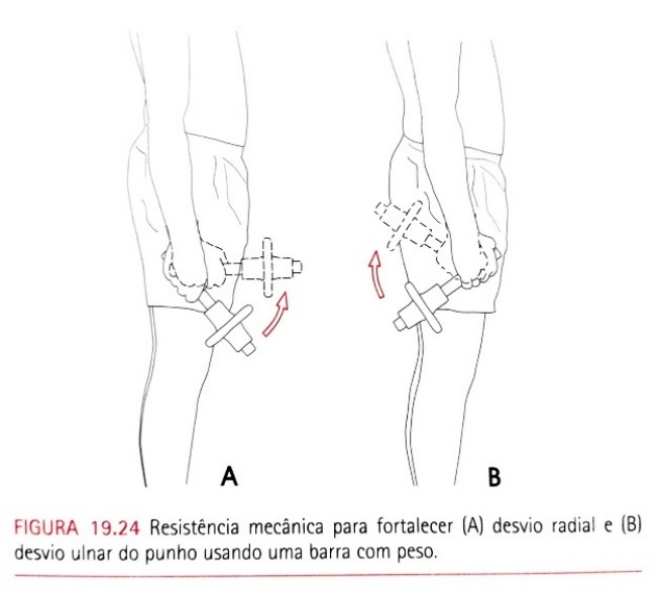 A
B
FIGURA 19.24 Resistência mecânica para fortalecer (A) desvio radial e (B)
desvio ulnar do punho usando uma barra com peso.